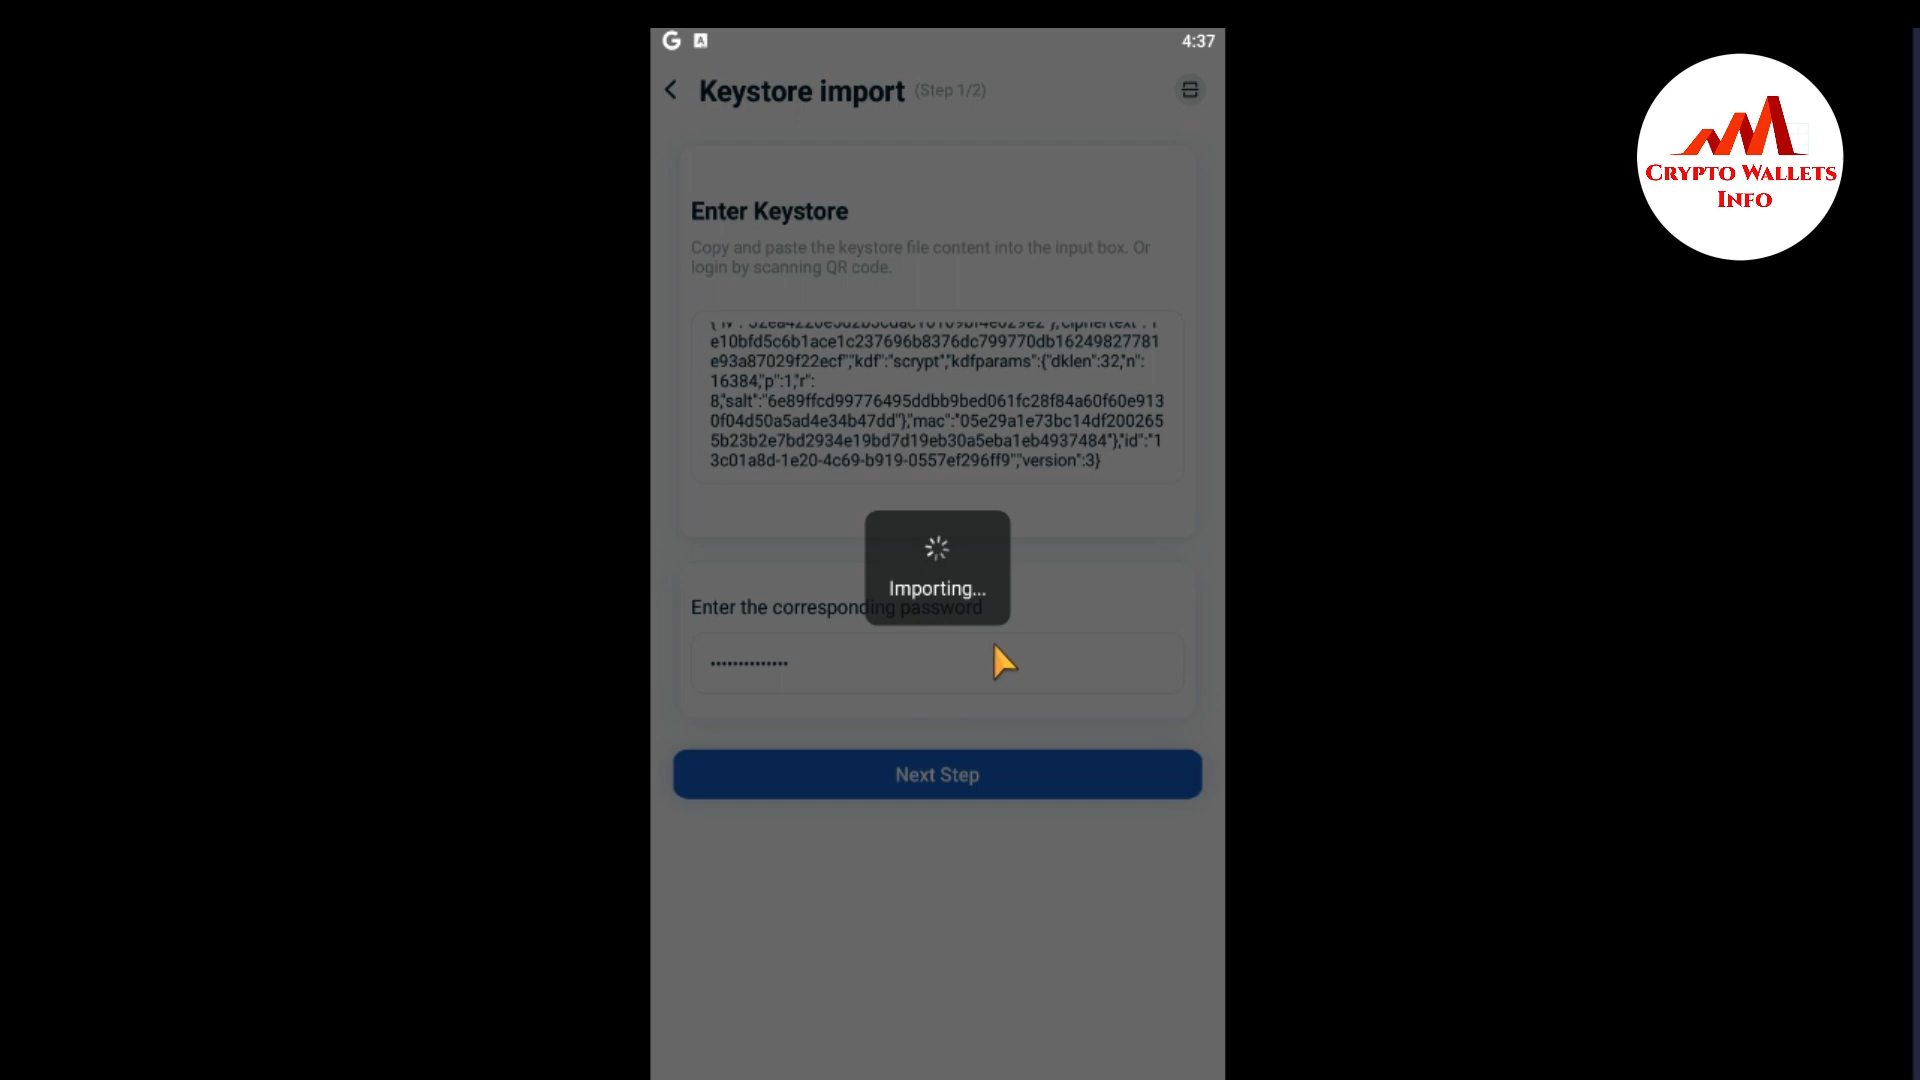 4:37
Keystore import (Step 1/2)
Enter Keystore
Copy and paste the keystore file content into the input box. Or
login by scanning QR code.
e10bfd5c6b1ace1c237696b8376dc799770db16249827781
e93a87029f22ecf","kdf":"scrypt","kdfparams":{"dklen":32,"n":
16384,"p":1,"r":
8,"salt":"6e89ffcd99776495ddbb9bed061fc28f84a60f60e913
0f04d50a5ad4e34b47dd"},"mac":"05e29a1e73bc14df200265
5b23b2e7bd2934e19bd7d19eb30a5eba1eb4937484"},"id":"1
3c01a8d-1e20-4c69-b919-0557ef296ff9","version":3}
Importing...
Enter the corresponding password
••••••••••••••
Next Step
CRYPTO WALLETS
INFO